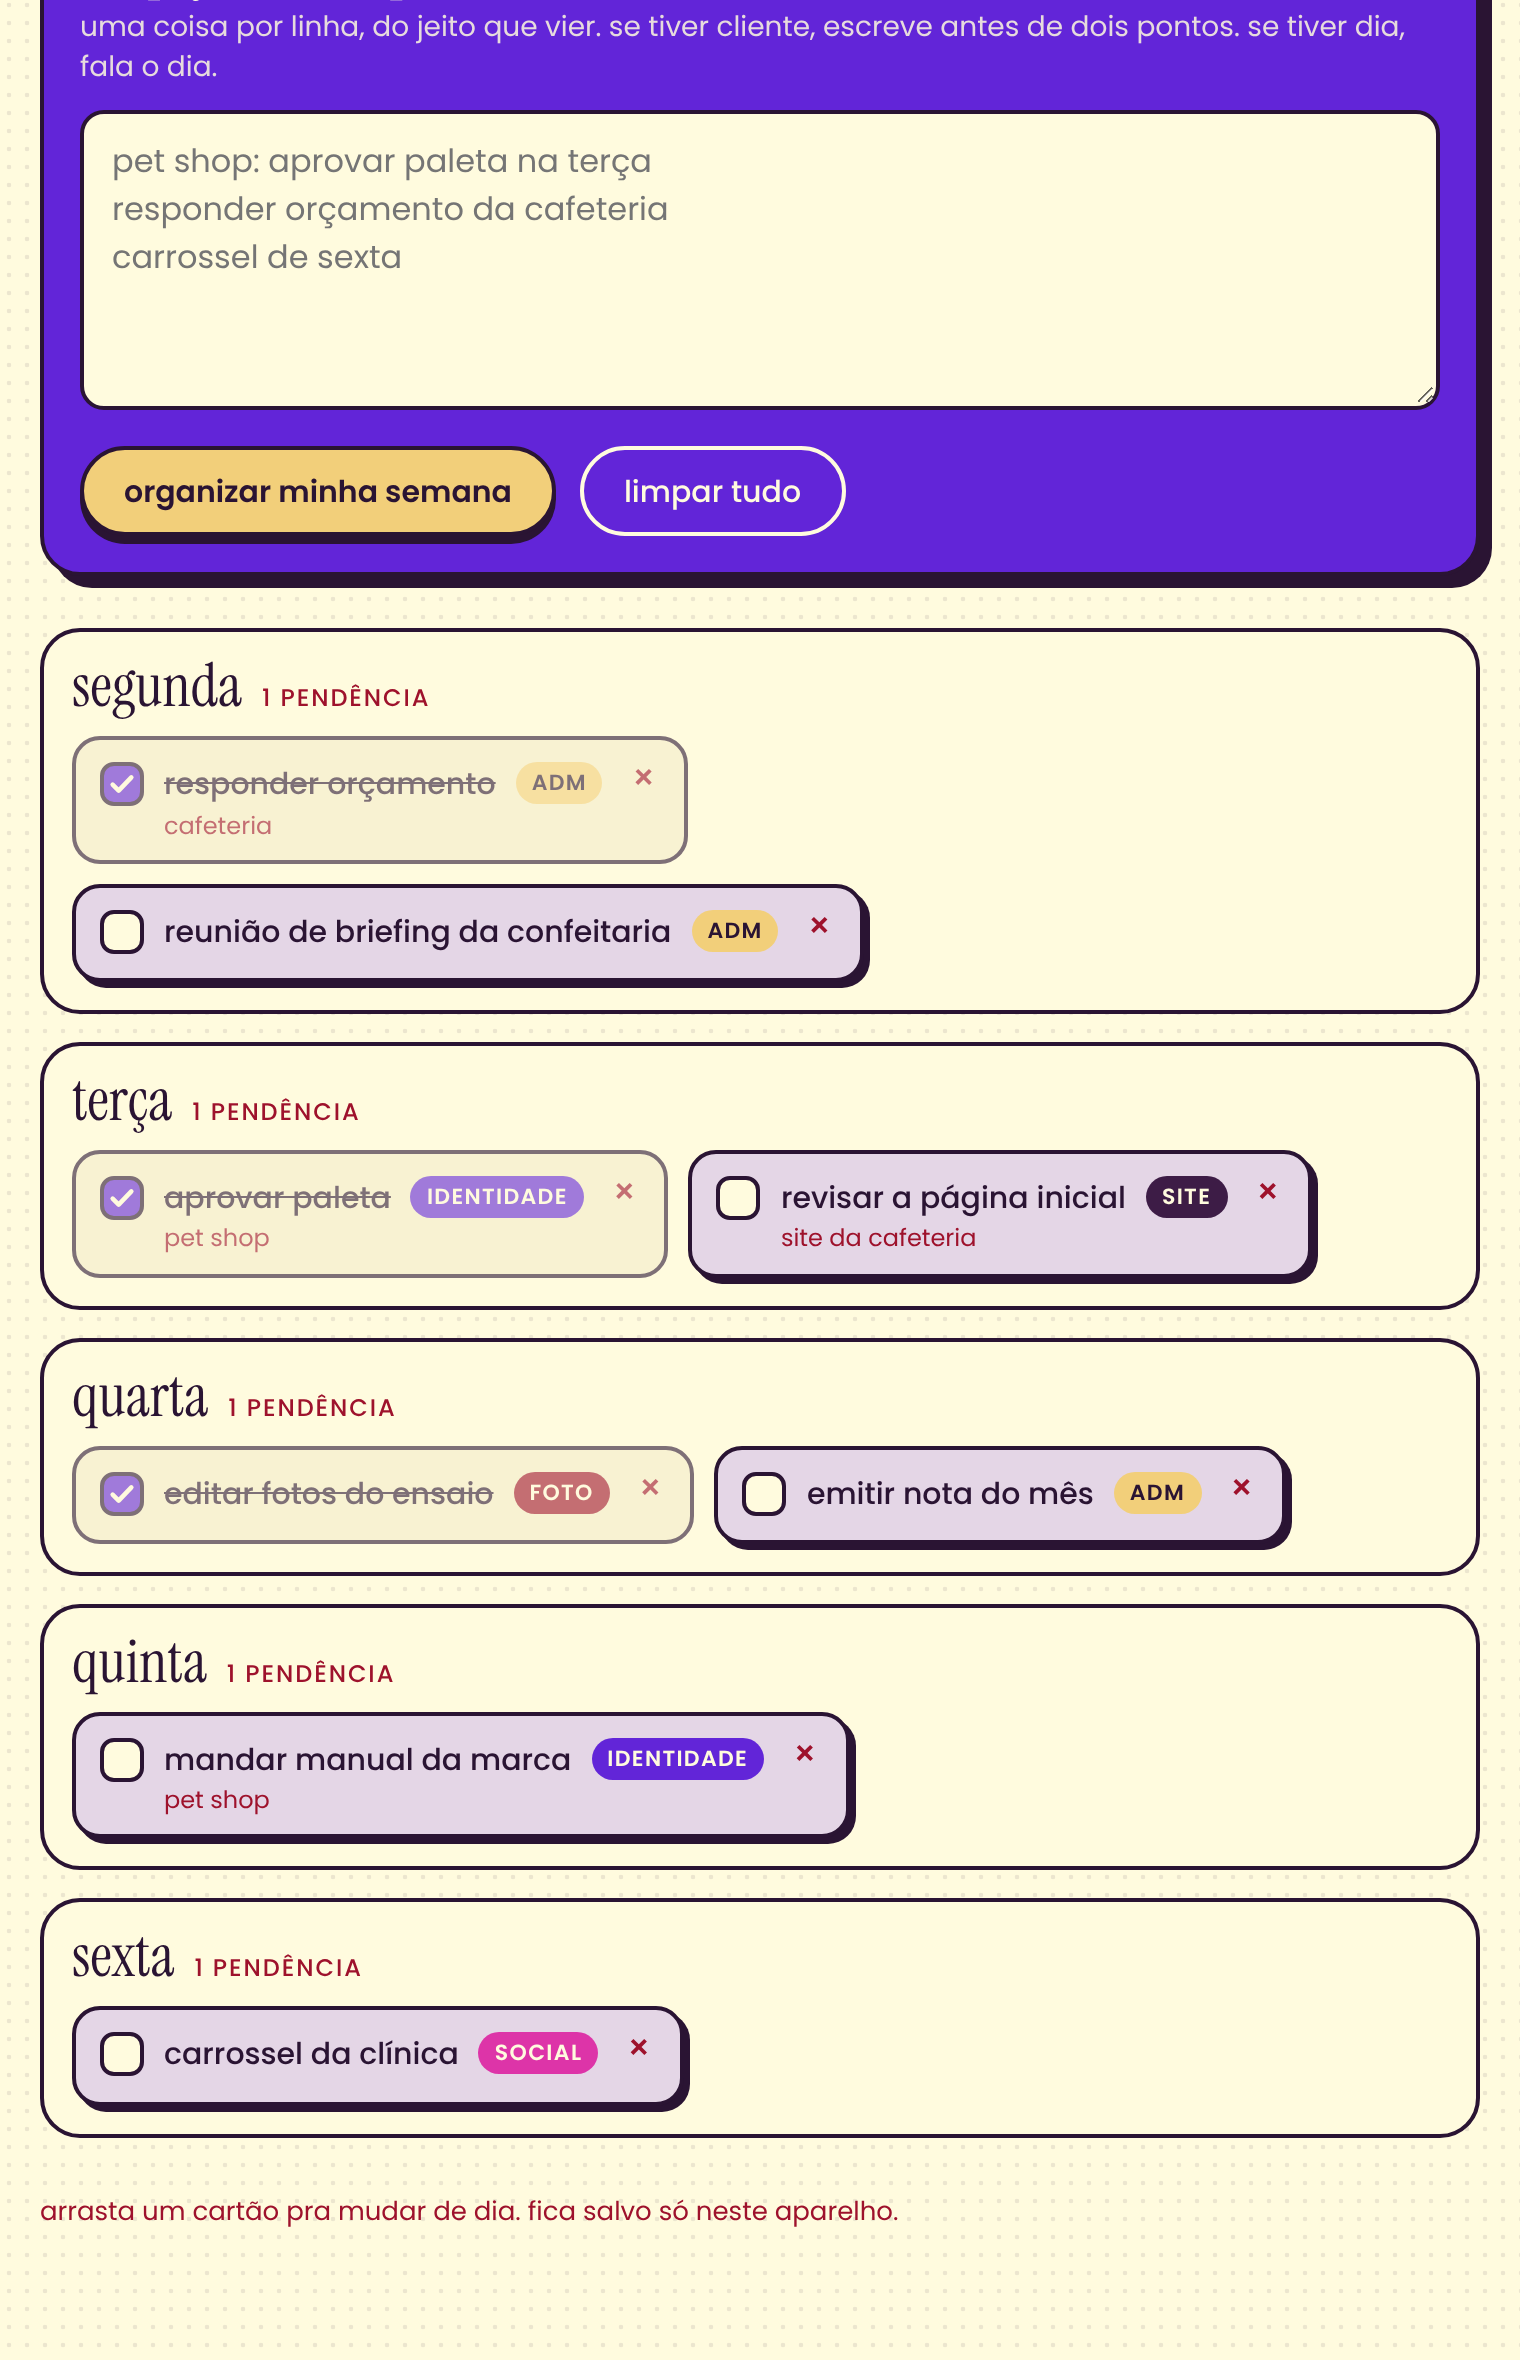 uma coisa por linha, do jeito que vier. se tiver cliente, escreve antes de dois pontos. se tiver dia,
fala o dia.
pet shop: aprovar paleta na terça
responder orçamento da cafeteria
carrossel de sexta
organizar minha semana
limpar tudo
segunda 1 PENDÊNCIA
responder orçamento ADM ×
cafeteria
reunião de briefing da confeitaria ADM ×
terça 1 PENDÊNCIA
aprovar paleta IDENTIDADE ×
pet shop
revisar a página inicial SITE ×
site da cafeteria
quarta 1 PENDÊNCIA
editar fotos do ensaio FOTO ×
emitir nota do mês ADM ×
quinta 1 PENDÊNCIA
mandar manual da marca IDENTIDADE ×
pet shop
sexta 1 PENDÊNCIA
carrossel da clínica SOCIAL ×
arrasta um cartão pra mudar de dia. fica salvo só neste aparelho.